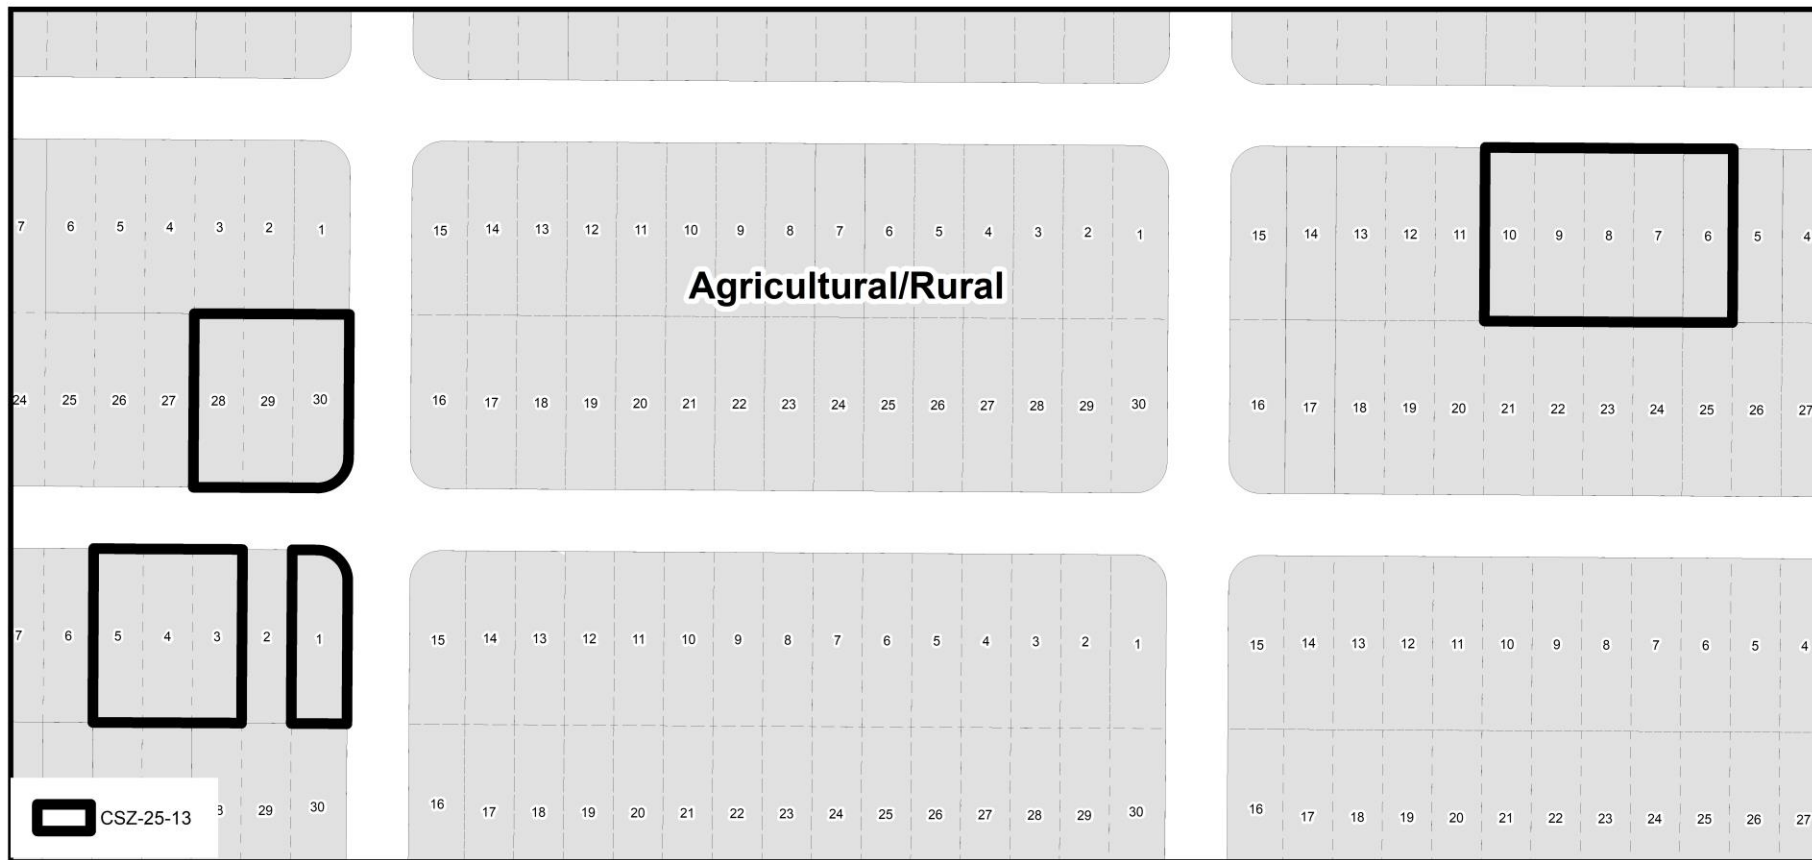 7 6 5 4 3 2 1 15 14 13 12 11 10 9 8 7 6 5 4 3 2 1 15 14 13 12 11 10 9 8 7 6 5 4
Agricultural/Rural
24 25 26 27 28 29 30 16 17 18 19 20 21 22 23 24 25 26 27 28 29 30 16 17 18 19 20 21 22 23 24 25 26 27
7 6 5 4 3 2 1 15 14 13 12 11 10 9 8 7 6 5 4 3 2 1 15 14 13 12 11 10 9 8 7 6 5 4
8 29 30 16 17 18 19 20 21 22 23 24 25 26 27 28 29 30 16 17 18 19 20 21 22 23 24 25 26 27
CSZ-25-13